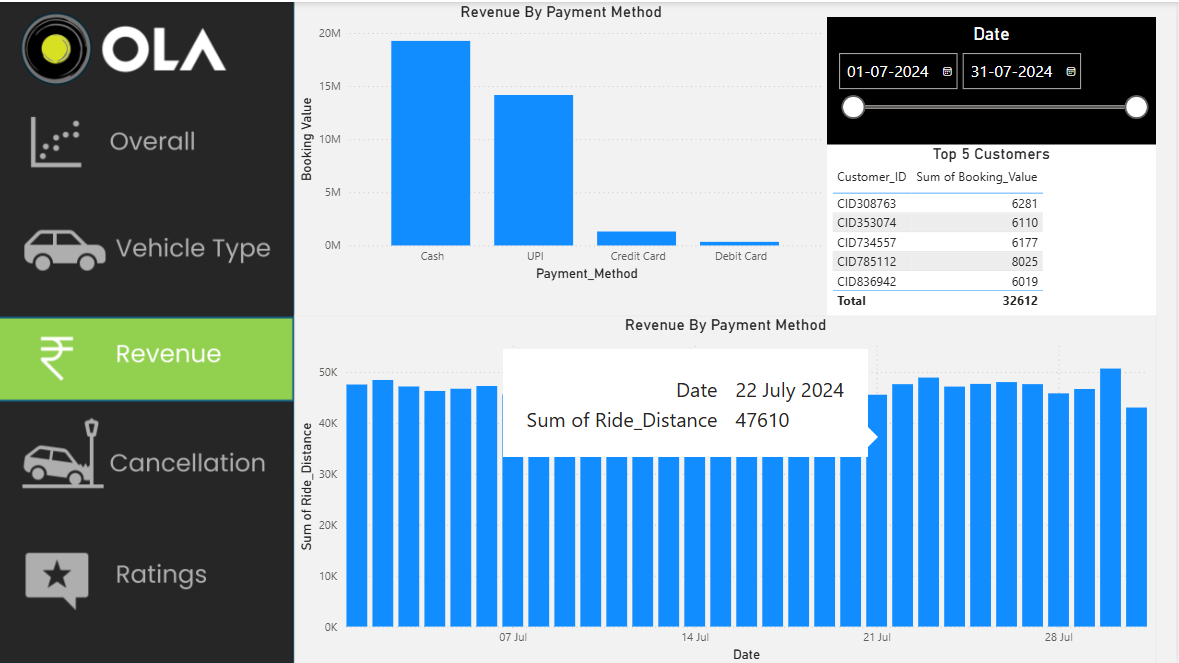 OLA
Overall
Vehicle Type
Revenue
Cancellation
Ratings
Revenue By Payment Method
Booking Value
20M
15M
10M
5M
0M
Cash UPI Credit Card Debit Card
Payment_Method
Date
01-07-2024 31-07-2024
Top 5 Customers
Customer_ID Sum of Booking_Value
CID308763 6281
CID353074 6110
CID734557 6177
CID785112 8025
CID836942 6019
Total 32612
Revenue By Payment Method
Sum of Ride_Distance
50K
40K
30K
20K
10K
0K
Date 22 July 2024
Sum of Ride_Distance 47610
07 Jul 14 Jul 21 Jul 28 Jul
Date